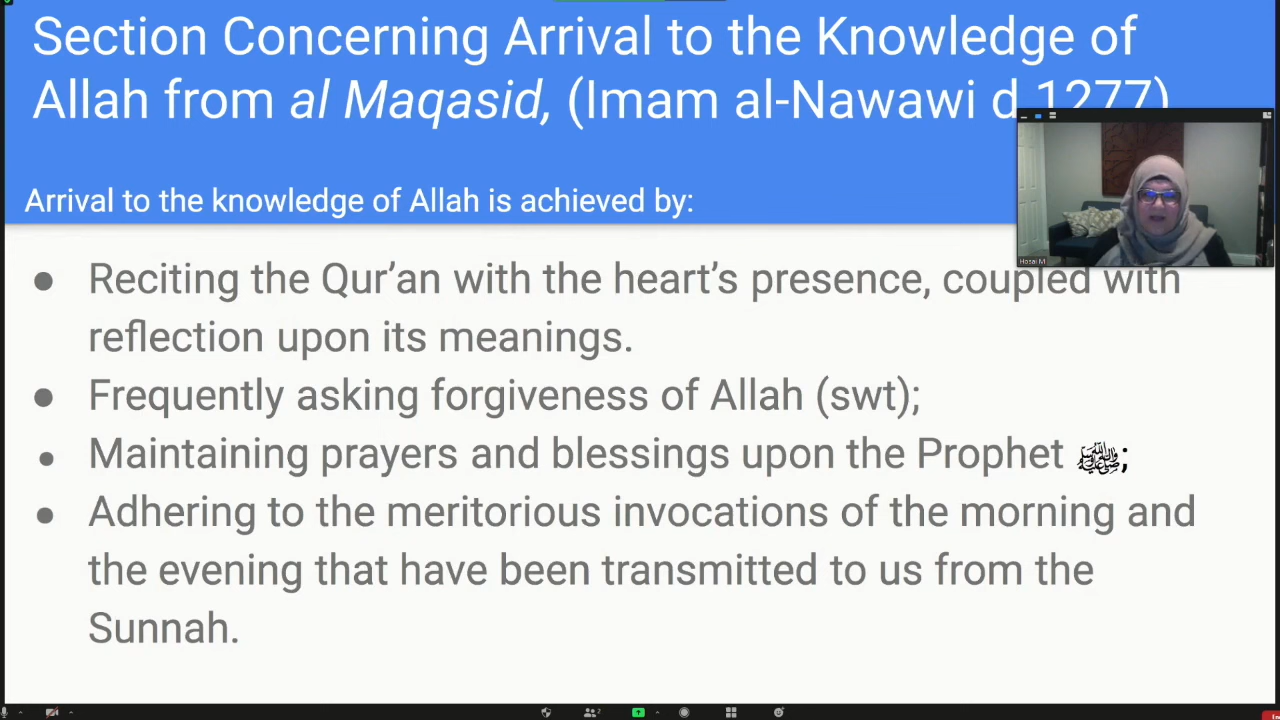 Section Concerning Arrival to the Knowledge of
Allah from al Maqasid, (Imam al-Nawawi d 1277)
Arrival to the knowledge of Allah is achieved by:
Hosai M
● Reciting the Qur’an with the heart’s presence, coupled with
reflection upon its meanings.
● Frequently asking forgiveness of Allah (swt);
● Maintaining prayers and blessings upon the Prophet ﷺ;
● Adhering to the meritorious invocations of the morning and
the evening that have been transmitted to us from the
Sunnah.
2